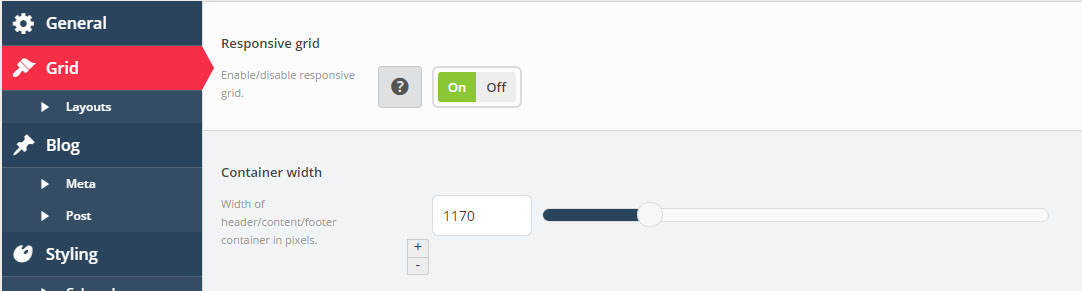 General
Grid
Layouts
Blog
Meta
Post
Styling
Responsive grid
Enable/disable responsive
grid.
?
On Off
Container width
Width of
header/content/footer
container in pixels.
1170
+
-